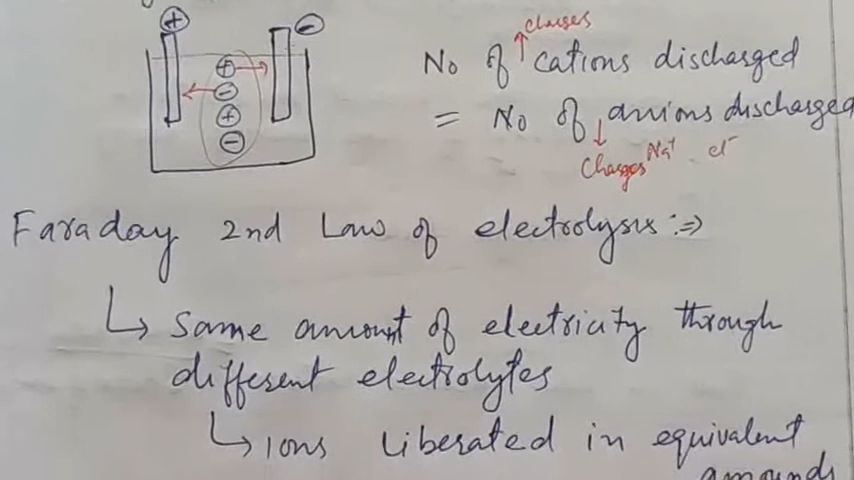 + -
+
-
+
-
charges
No of cations discharged
= No of anions discharged
charges Na+ cl-
Faraday 2nd Law of electrolysis :⇒
↳ Same amount of electricity through
different electrolytes
↳ ions liberated in equivalent
amounds